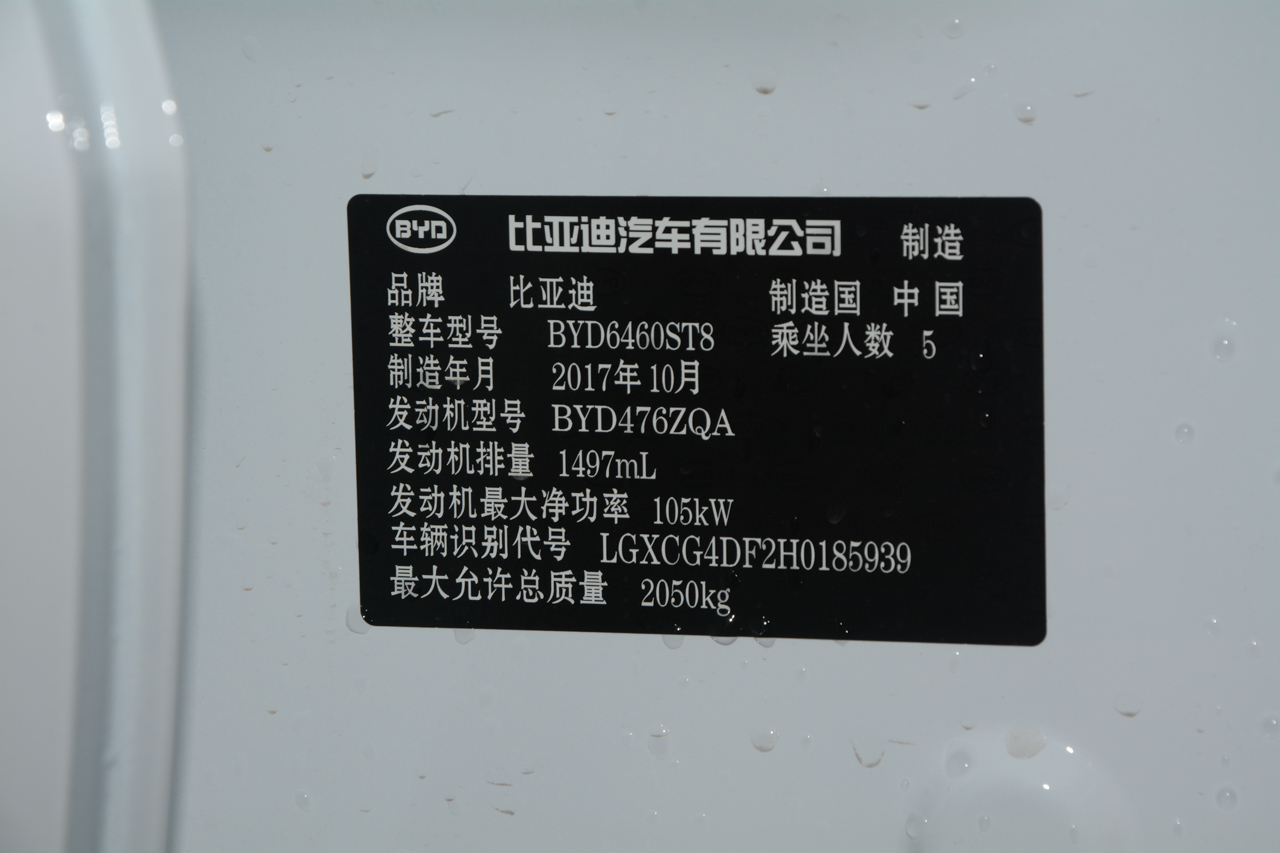 BYD 比亚迪汽车有限公司 制造
品牌 比亚迪 制造国 中国
整车型号 BYD6460ST8 乘坐人数 5
制造年月 2017年10月
发动机型号 BYD476ZQA
发动机排量 1497mL
发动机最大净功率 105kW
车辆识别代号 LGXCG4DF2H0185939
最大允许总质量 2050kg